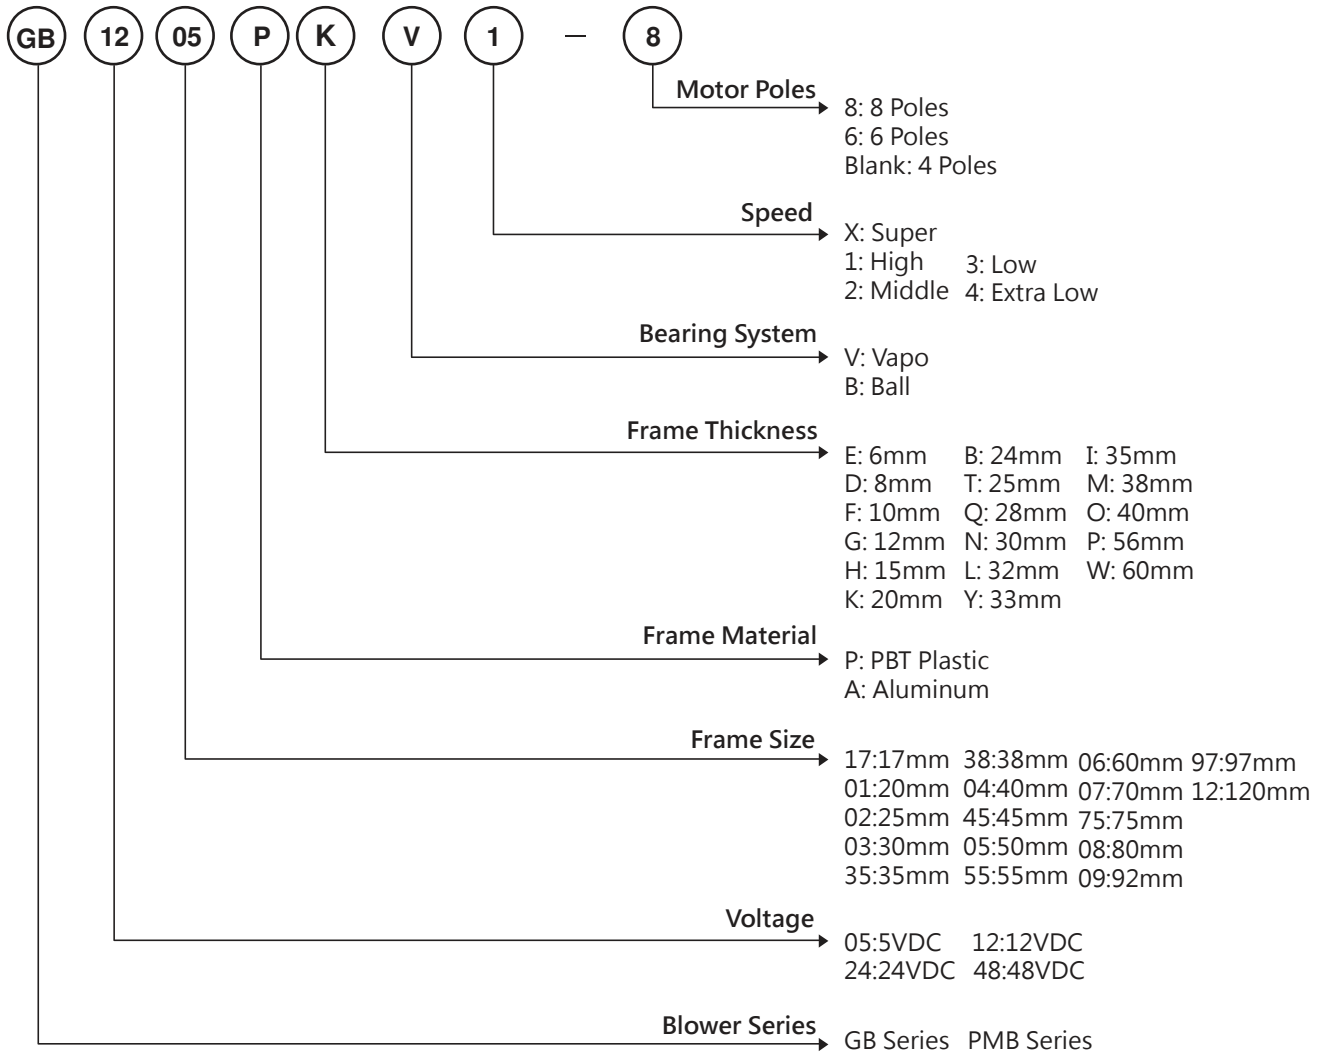 GB 12 05 P K V 1 — 8
Motor Poles
8: 8 Poles
6: 6 Poles
Blank: 4 Poles
Speed
X: Super
1: High 3: Low
2: Middle 4: Extra Low
Bearing System
V: Vapo
B: Ball
Frame Thickness
E: 6mm B: 24mm I: 35mm
D: 8mm T: 25mm M: 38mm
F: 10mm Q: 28mm O: 40mm
G: 12mm N: 30mm P: 56mm
H: 15mm L: 32mm W: 60mm
K: 20mm Y: 33mm
Frame Material
P: PBT Plastic
A: Aluminum
Frame Size
17:17mm 38:38mm 06:60mm 97:97mm
01:20mm 04:40mm 07:70mm 12:120mm
02:25mm 45:45mm 75:75mm
03:30mm 05:50mm 08:80mm
35:35mm 55:55mm 09:92mm
Voltage
05:5VDC 12:12VDC
24:24VDC 48:48VDC
Blower Series
GB Series PMB Series